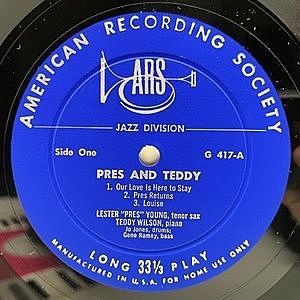 AMERICAN RECORDING SOCIETY
ARS
JAZZ DIVISION
Side One
G 417-A
PRES AND TEDDY
1. Our Love Is Here to Stay
2. Pres Returns
3. Louise
LESTER "PRES" YOUNG, tenor sax
TEDDY WILSON, piano
Jo Jones, drums;
Gene Ramey, bass
LONG 33⅓ PLAY
MANUFACTURED IN U.S.A. FOR HOME USE ONLY